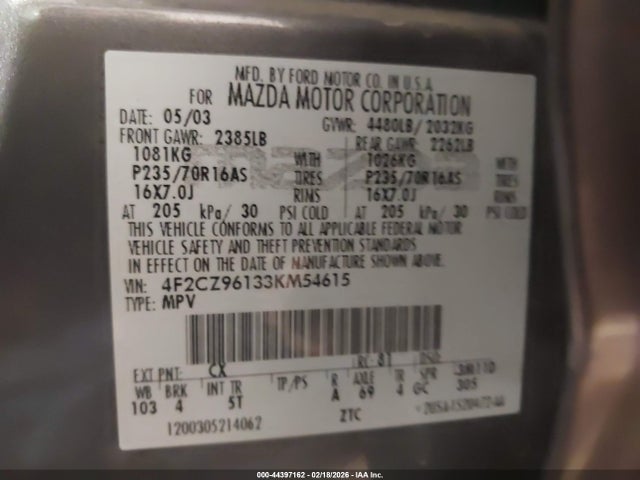 MFD. BY FORD MOTOR CO. IN U.S.A.
FOR MAZDA MOTOR CORPORATION
DATE: 05/03 GVWR: 4480LB/ 2032KG
FRONT GAWR: 2385LB REAR GAWR: 2262LB
1081KG WITH 1026KG WITH
P235/70R16AS TIRES P235/70R16AS TIRES
16X7.0J RIMS 16X7.0J RIMS
AT 205 kPa/ 30 PSI COLD AT 205 kPa/ 30 PSI COLD
THIS VEHICLE CONFORMS TO ALL APPLICABLE FEDERAL MOTOR
VEHICLE SAFETY AND THEFT PREVENTION STANDARDS
IN EFFECT ON THE DATE OF MANUFACTURE SHOWN ABOVE.
VIN: 4F2CZ96133KM54615
TYPE: MPV
EXT PNT: CX RC: 81 DSO:
WB BRK INT TR TP/PS R AXLE TR SPR
103 4 5T A 69 4 GC 305
1200305214062 ZTC
000-44397162 - 02/18/2026 - IAA Inc.